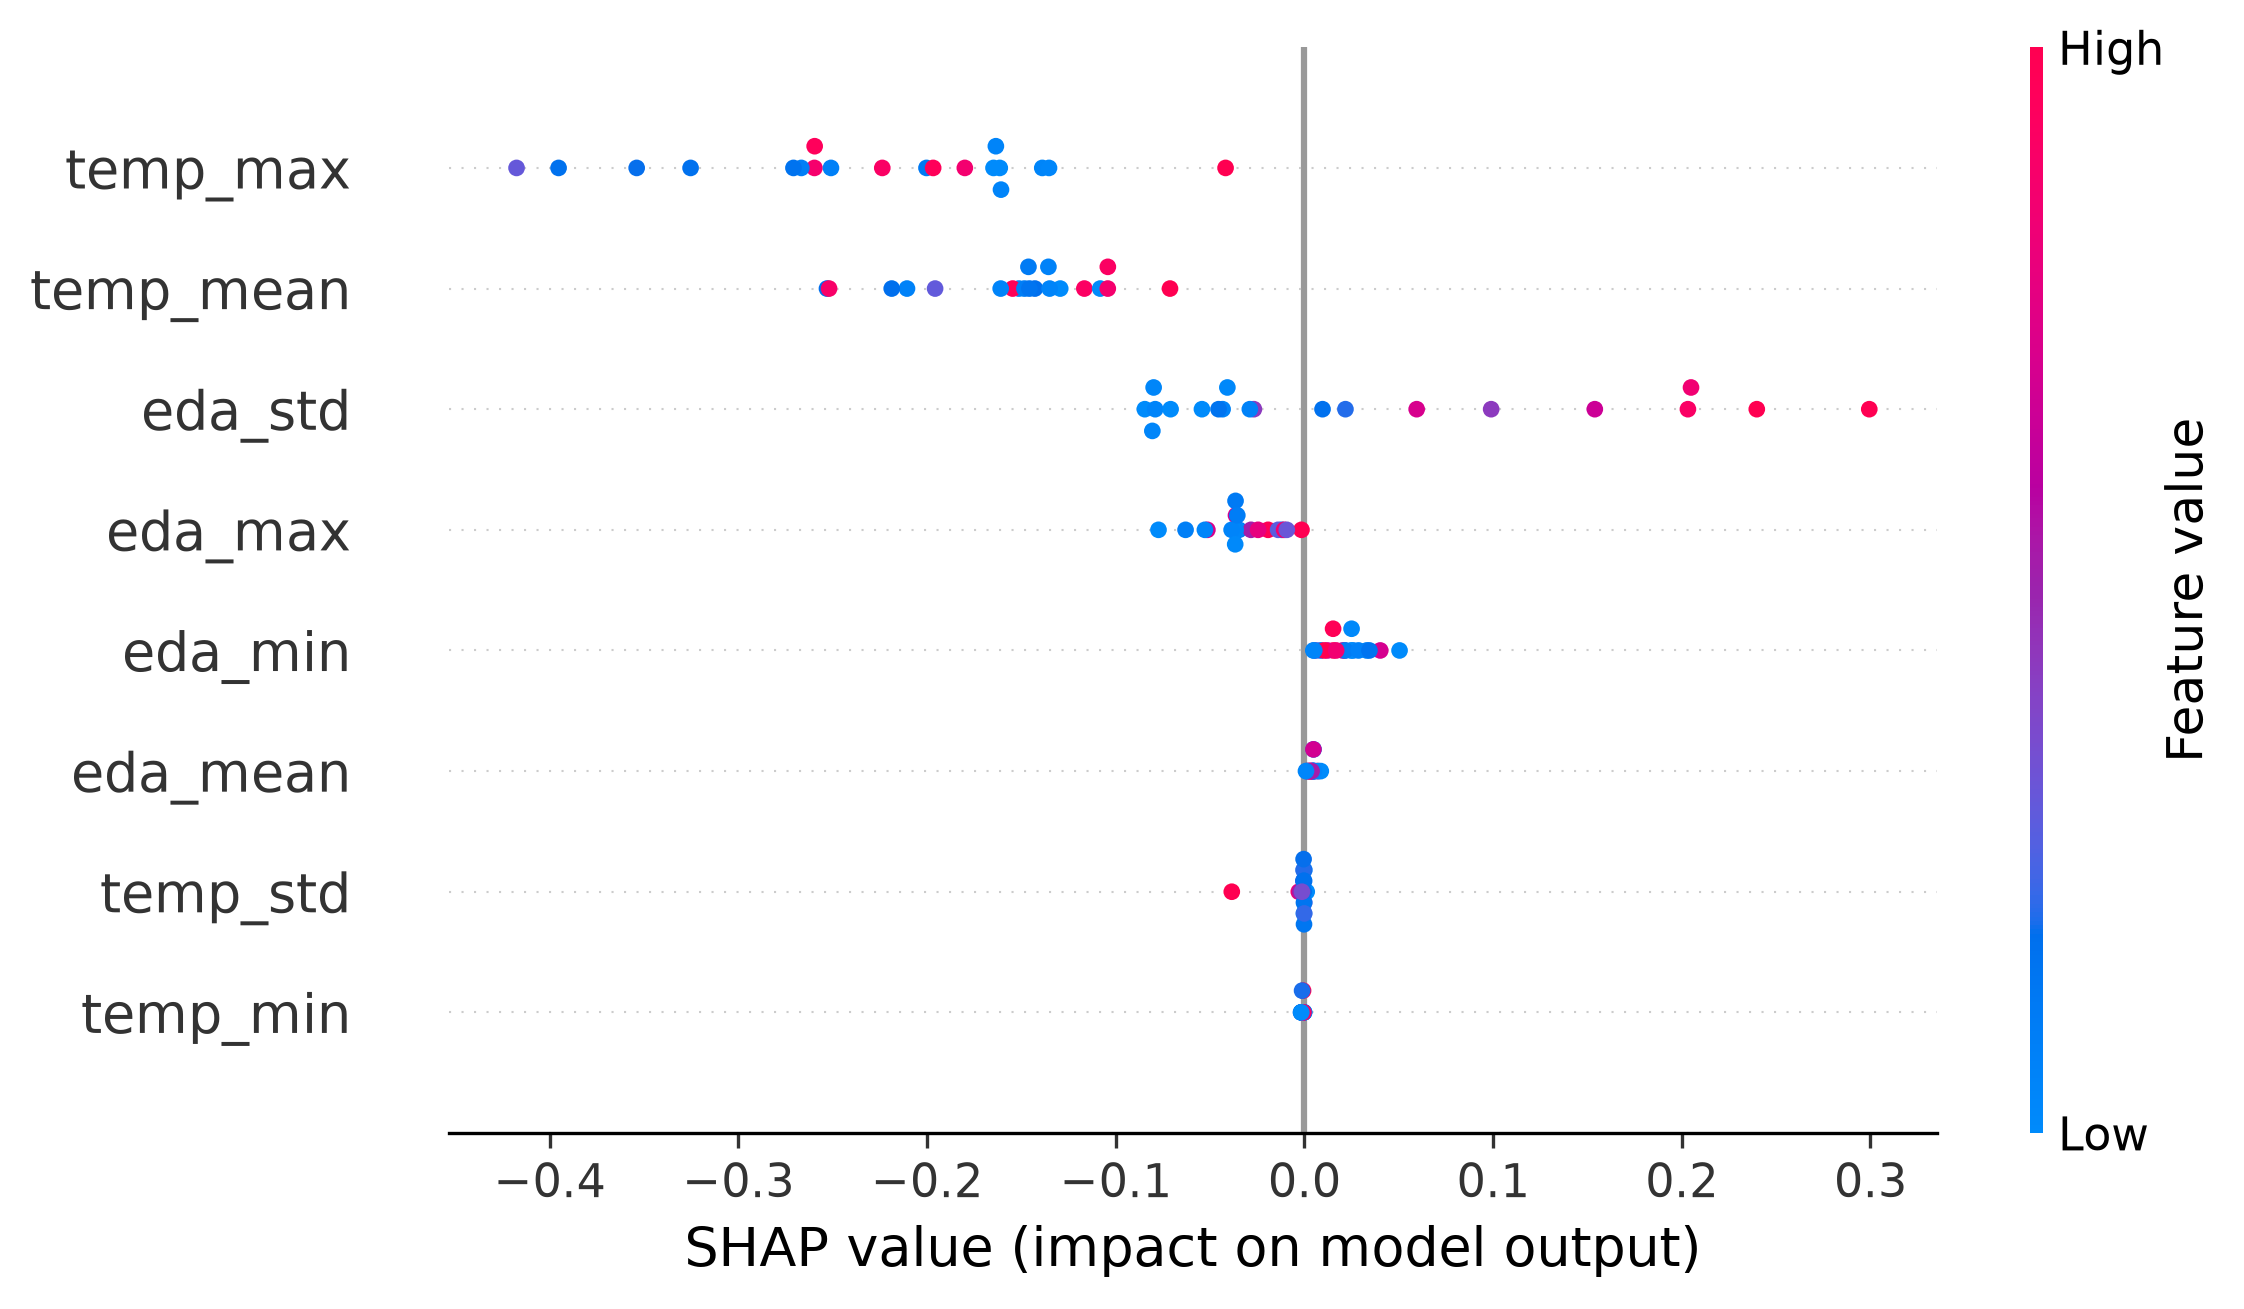 High
temp_max
temp_mean
eda_std
eda_max
eda_min
eda_mean
temp_std
temp_min
Feature value
Low
−0.4 −0.3 −0.2 −0.1 0.0 0.1 0.2 0.3
SHAP value (impact on model output)